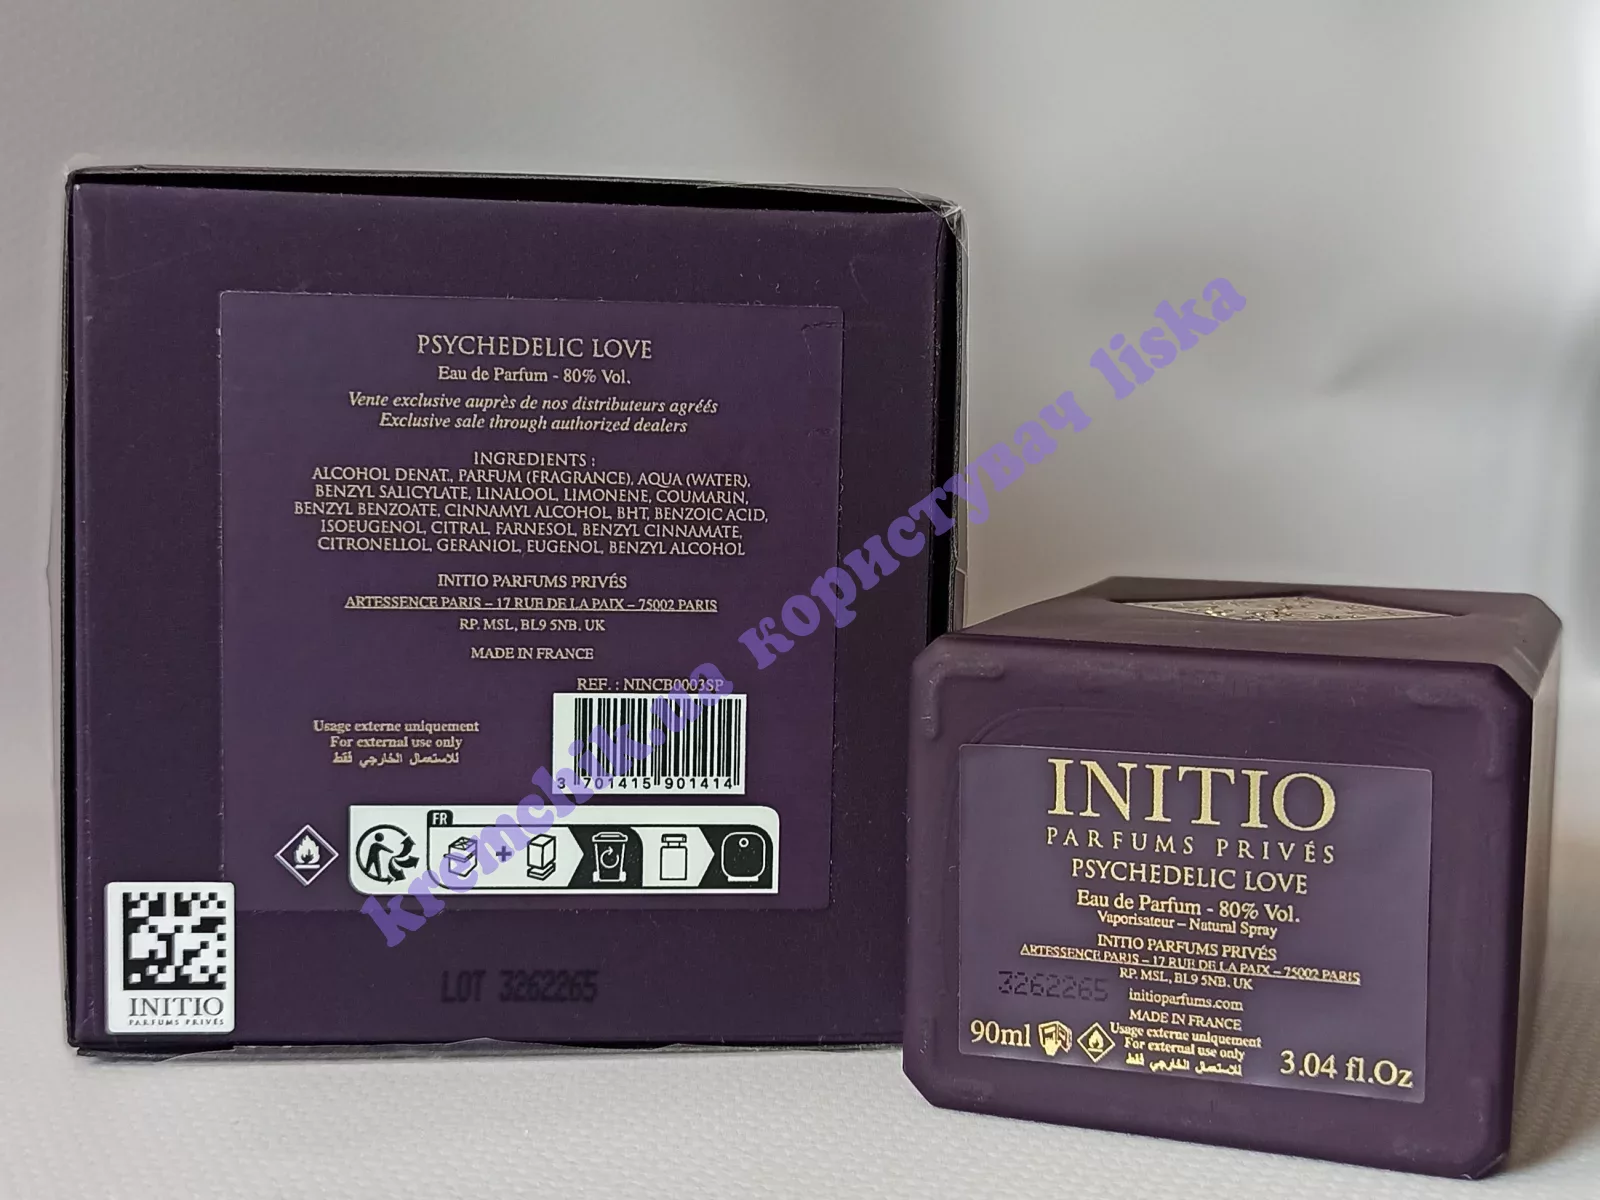 PSYCHEDELIC LOVE
Eau de Parfum - 80% Vol.
Vente exclusive auprès de nos distributeurs agréés
Exclusive sale through authorized dealers
INGREDIENTS :
ALCOHOL DENAT., PARFUM (FRAGRANCE), AQUA (WATER),
BENZYL SALICYLATE, LINALOOL, LIMONENE, COUMARIN,
BENZYL BENZOATE, CINNAMYL ALCOHOL, BHT, BENZOIC ACID,
ISOEUGENOL, CITRAL, FARNESOL, BENZYL CINNAMATE,
CITRONELLOL, GERANIOL, EUGENOL, BENZYL ALCOHOL
INITIO PARFUMS PRIVÉS
ARTESSENCE PARIS – 17 RUE DE LA PAIX – 75002 PARIS
RP. MSL, BL9 5NB. UK
MADE IN FRANCE
REF. : NINCB0003SP
Usage externe uniquement
For external use only
للاستعمال الخارجي فقط
3 701415 901414
FR
INITIO
PARFUMS PRIVÉS
LOT 3262265
kremchik.ua користувач liska
INITIO
PARFUMS PRIVÉS
PSYCHEDELIC LOVE
Eau de Parfum - 80% Vol.
Vaporisateur – Natural Spray
INITIO PARFUMS PRIVÉS
ARTESSENCE PARIS – 17 RUE DE LA PAIX – 75002 PARIS
RP. MSL, BL9 5NB. UK
3262265
initioparfums.com
MADE IN FRANCE
Usage externe uniquement
For external use only
للاستعمال الخارجي فقط
90ml
3.04 fl.Oz